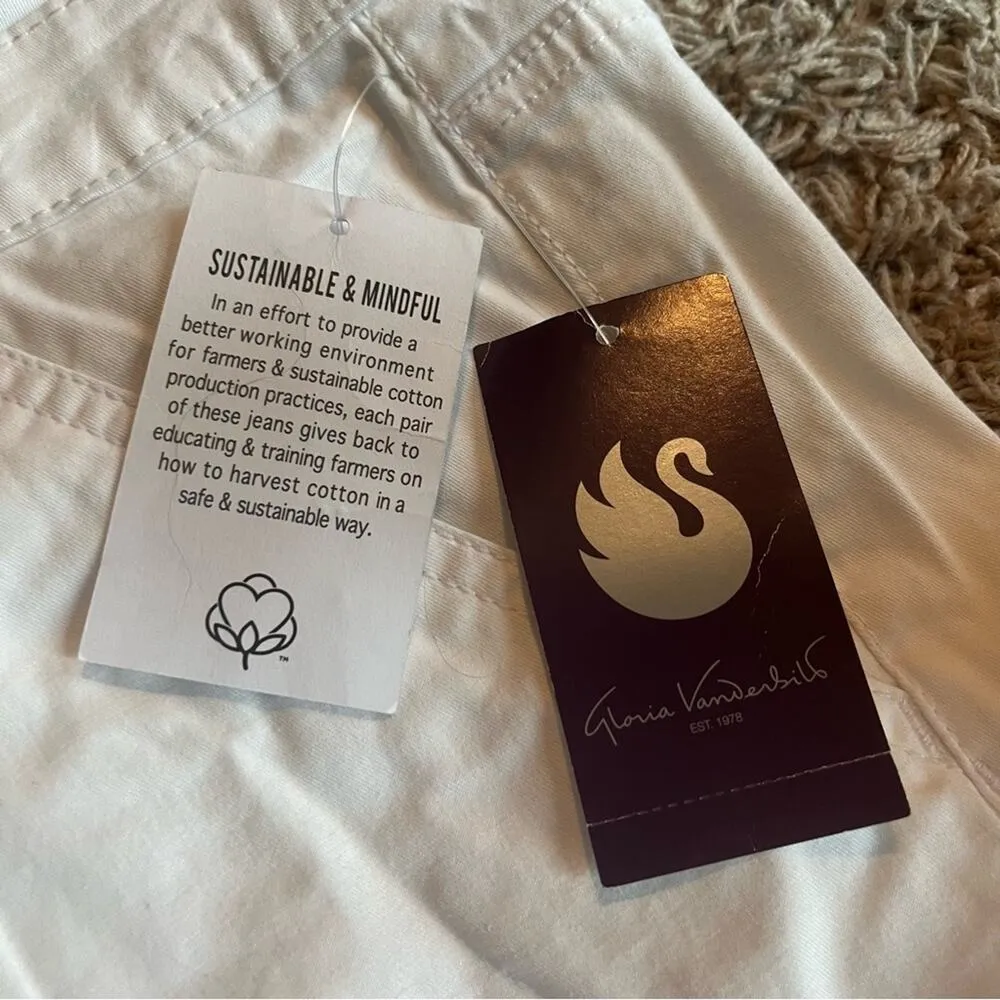 SUSTAINABLE & MINDFUL
In an effort to provide a
better working environment
for farmers & sustainable cotton
production practices, each pair
of these jeans gives back to
educating & training farmers on
how to harvest cotton in a
safe & sustainable way.
TM
Gloria Vanderbilt
EST. 1978